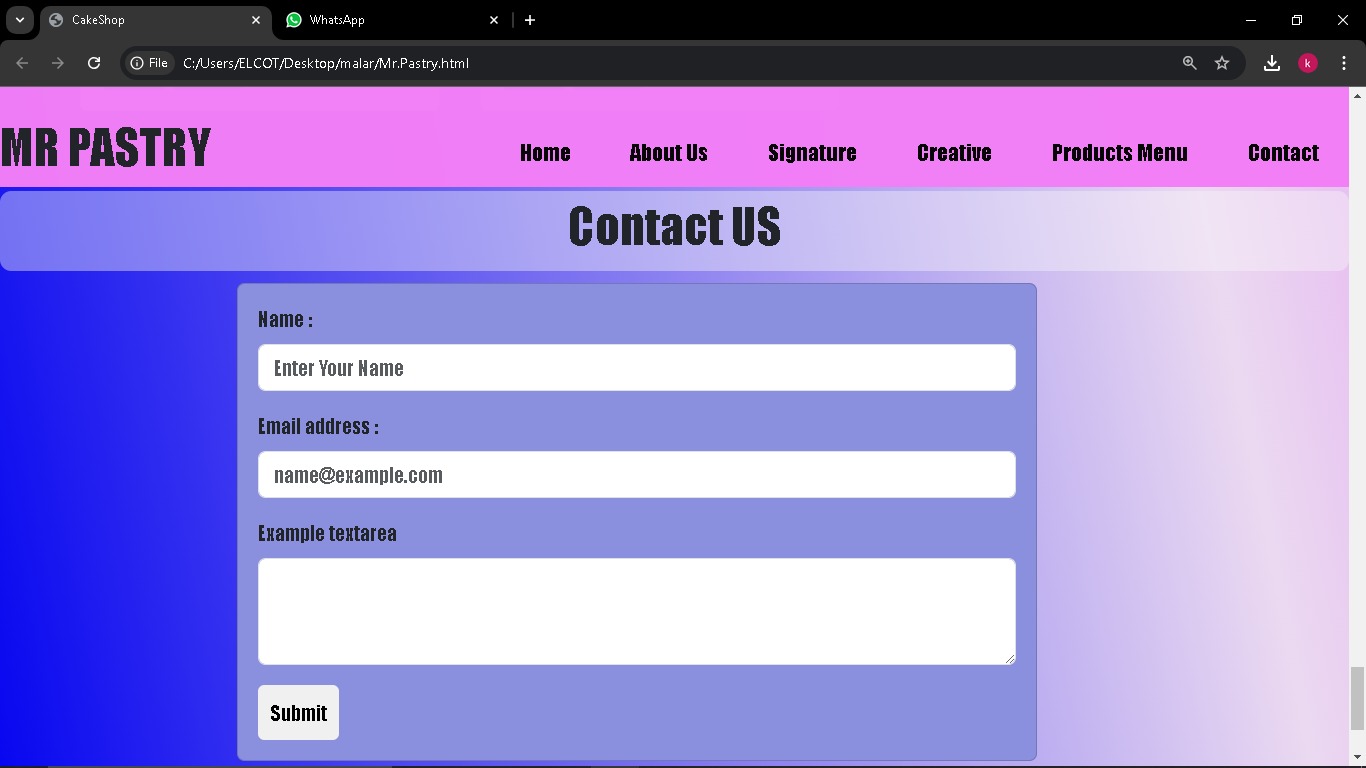 CakeShop
WhatsApp
File
C:/Users/ELCOT/Desktop/malar/Mr.Pastry.html
k
MR PASTRY
Home
About Us
Signature
Creative
Products Menu
Contact
Contact US
Name :
Enter Your Name
Email address :
name@example.com
Example textarea
Submit